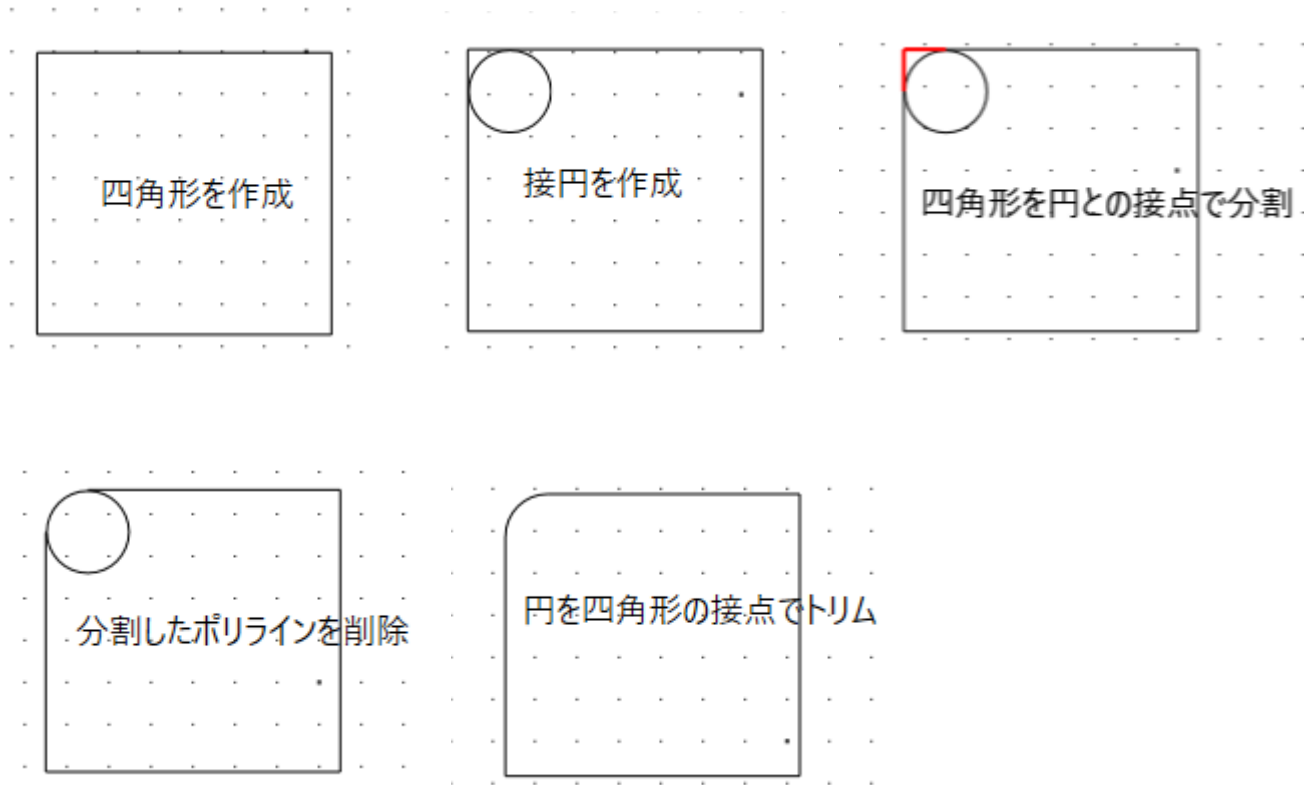 四角形を作成
接円を作成
四角形を円との接点で分割
分割したポリラインを削除
円を四角形の接点でトリム